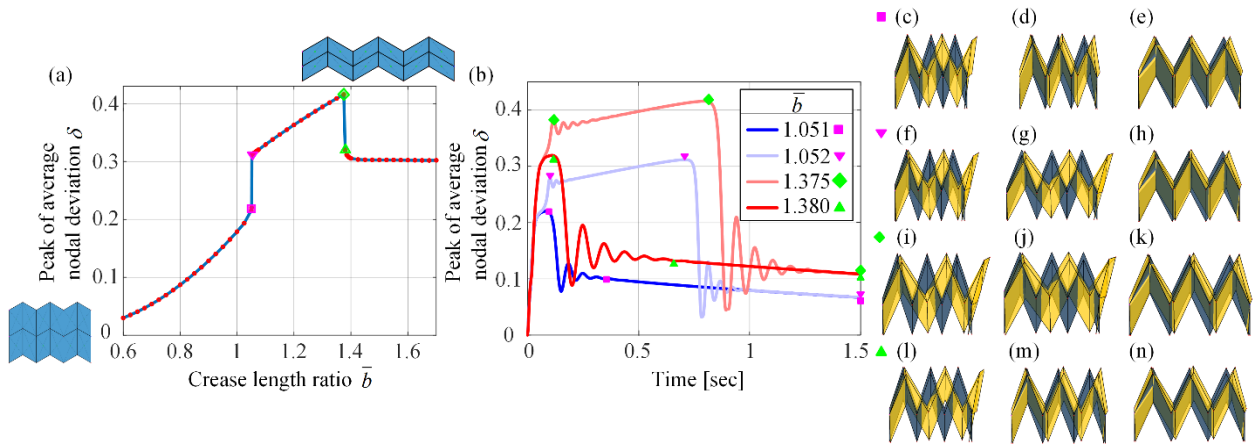 (a)
Peak of average
nodal deviation δ
0.4
0.3
0.2
0.1
0
0.6
0.8
1
1.2
1.4
1.6
Crease length ratio b̅
(b)
Peak of average
nodal deviation δ
0.4
0.3
0.2
0.1
0
0
0.5
1
1.5
Time [sec]
b̅
1.051
1.052
1.375
1.380
(c)
(d)
(e)
(f)
(g)
(h)
(i)
(j)
(k)
(l)
(m)
(n)